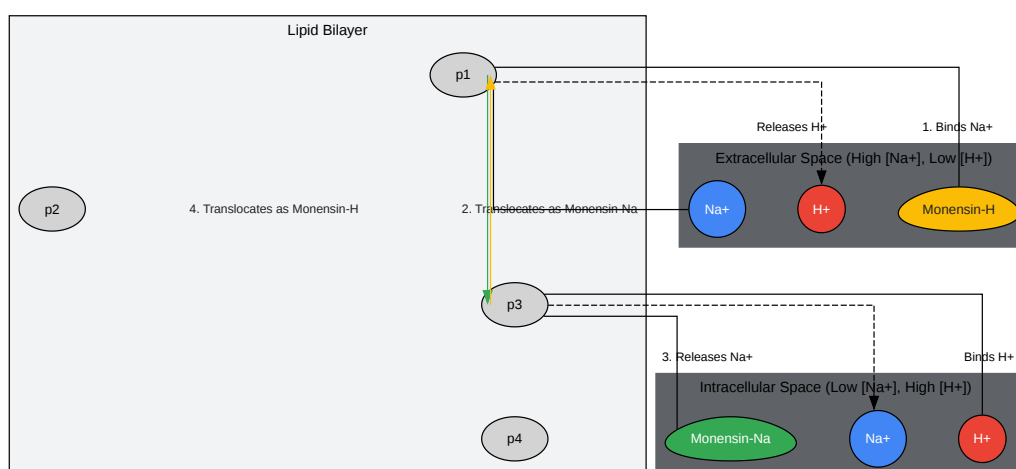 Lipid Bilayer
p1
Releases H+
1. Binds Na+
Extracellular Space (High [Na+], Low [H+])
p2
4. Translocates as Monensin-H
2. Translocates as Monensin-Na
Na+
H+
Monensin-H
p3
3. Releases Na+
Binds H+
Intracellular Space (Low [Na+], High [H+])
p4
Monensin-Na
Na+
H+